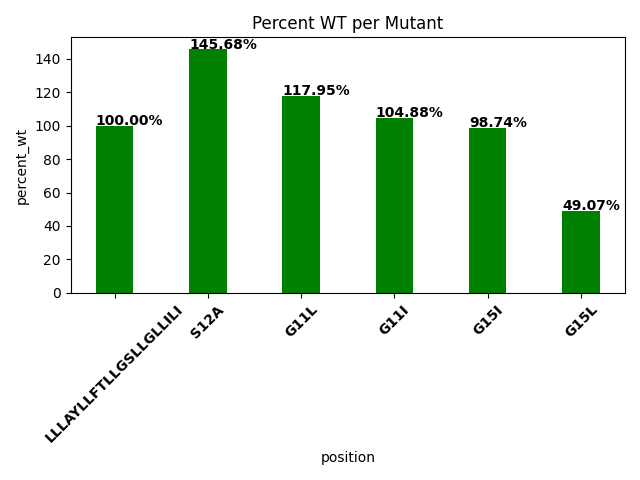 Percent WT per Mutant
percent_wt
140
120
100
80
60
40
20
0
100.00%
145.68%
117.95%
104.88%
98.74%
49.07%
LLLAYLLFTLLGSLLGLLILI
S12A
G11L
G11I
G15I
G15L
position